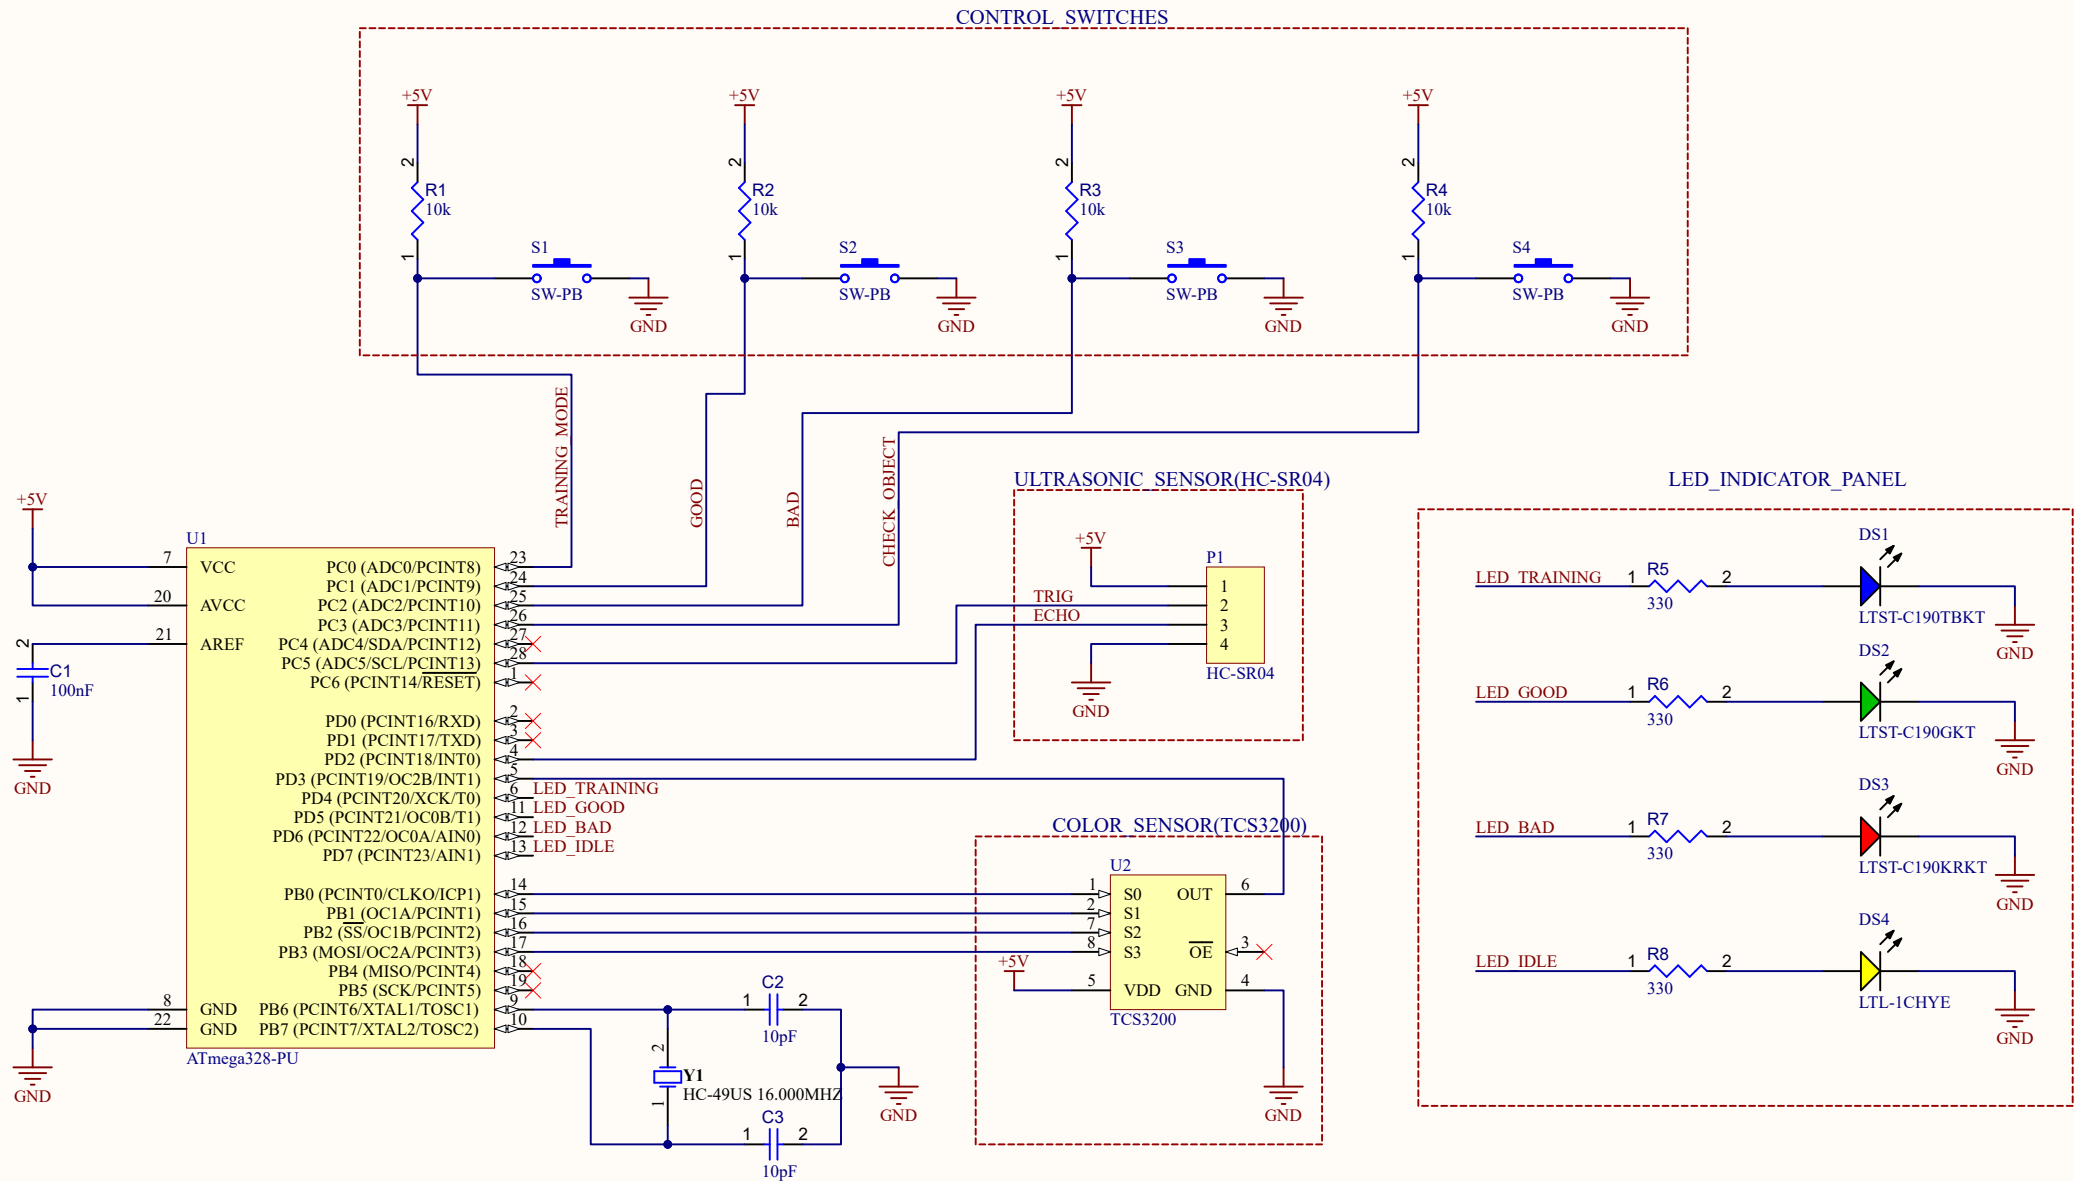 CONTROL_SWITCHES
+5V
+5V
+5V
+5V
2
2
2
2
R1
10k
R2
10k
R3
10k
R4
10k
1
1
1
1
S1
SW-PB
GND
S2
SW-PB
GND
S3
SW-PB
GND
S4
SW-PB
GND
TRAINING_MODE
GOOD
BAD
CHECK_OBJECT
+5V
U1
7 VCC
20 AVCC
21 AREF
2
C1
100nF
1
GND
8 GND
22 GND
GND
PC0 (ADC0/PCINT8) 23
PC1 (ADC1/PCINT9) 24
PC2 (ADC2/PCINT10) 25
PC3 (ADC3/PCINT11) 26
PC4 (ADC4/SDA/PCINT12) 27
PC5 (ADC5/SCL/PCINT13) 28
PC6 (PCINT14/RESET) 1
PD0 (PCINT16/RXD) 2
PD1 (PCINT17/TXD) 3
PD2 (PCINT18/INT0) 4
PD3 (PCINT19/OC2B/INT1) 5
PD4 (PCINT20/XCK/T0) 6 LED_TRAINING
PD5 (PCINT21/OC0B/T1) 11 LED_GOOD
PD6 (PCINT22/OC0A/AIN0) 12 LED_BAD
PD7 (PCINT23/AIN1) 13 LED_IDLE
PB0 (PCINT0/CLKO/ICP1) 14
PB1 (OC1A/PCINT1) 15
PB2 (SS/OC1B/PCINT2) 16
PB3 (MOSI/OC2A/PCINT3) 17
PB4 (MISO/PCINT4) 18
PB5 (SCK/PCINT5) 19
PB6 (PCINT6/XTAL1/TOSC1) 9
PB7 (PCINT7/XTAL2/TOSC2) 10
ATmega328-PU
C2
1 2
10pF
2
Y1
HC-49US 16.000MHZ
1
C3
1 2
10pF
GND
ULTRASONIC_SENSOR(HC-SR04)
+5V
P1
1
TRIG 2
ECHO 3
4
HC-SR04
GND
COLOR_SENSOR(TCS3200)
U2
1 S0 OUT 6
2 S1
7 S2
8 S3 OE 3
+5V
5 VDD GND 4
TCS3200
GND
LED_INDICATOR_PANEL
DS1
LED_TRAINING 1 R5 2
330
LTST-C190TBKT
GND
DS2
LED_GOOD 1 R6 2
330
LTST-C190GKT
GND
DS3
LED_BAD 1 R7 2
330
LTST-C190KRKT
GND
DS4
LED_IDLE 1 R8 2
330
LTL-1CHYE
GND